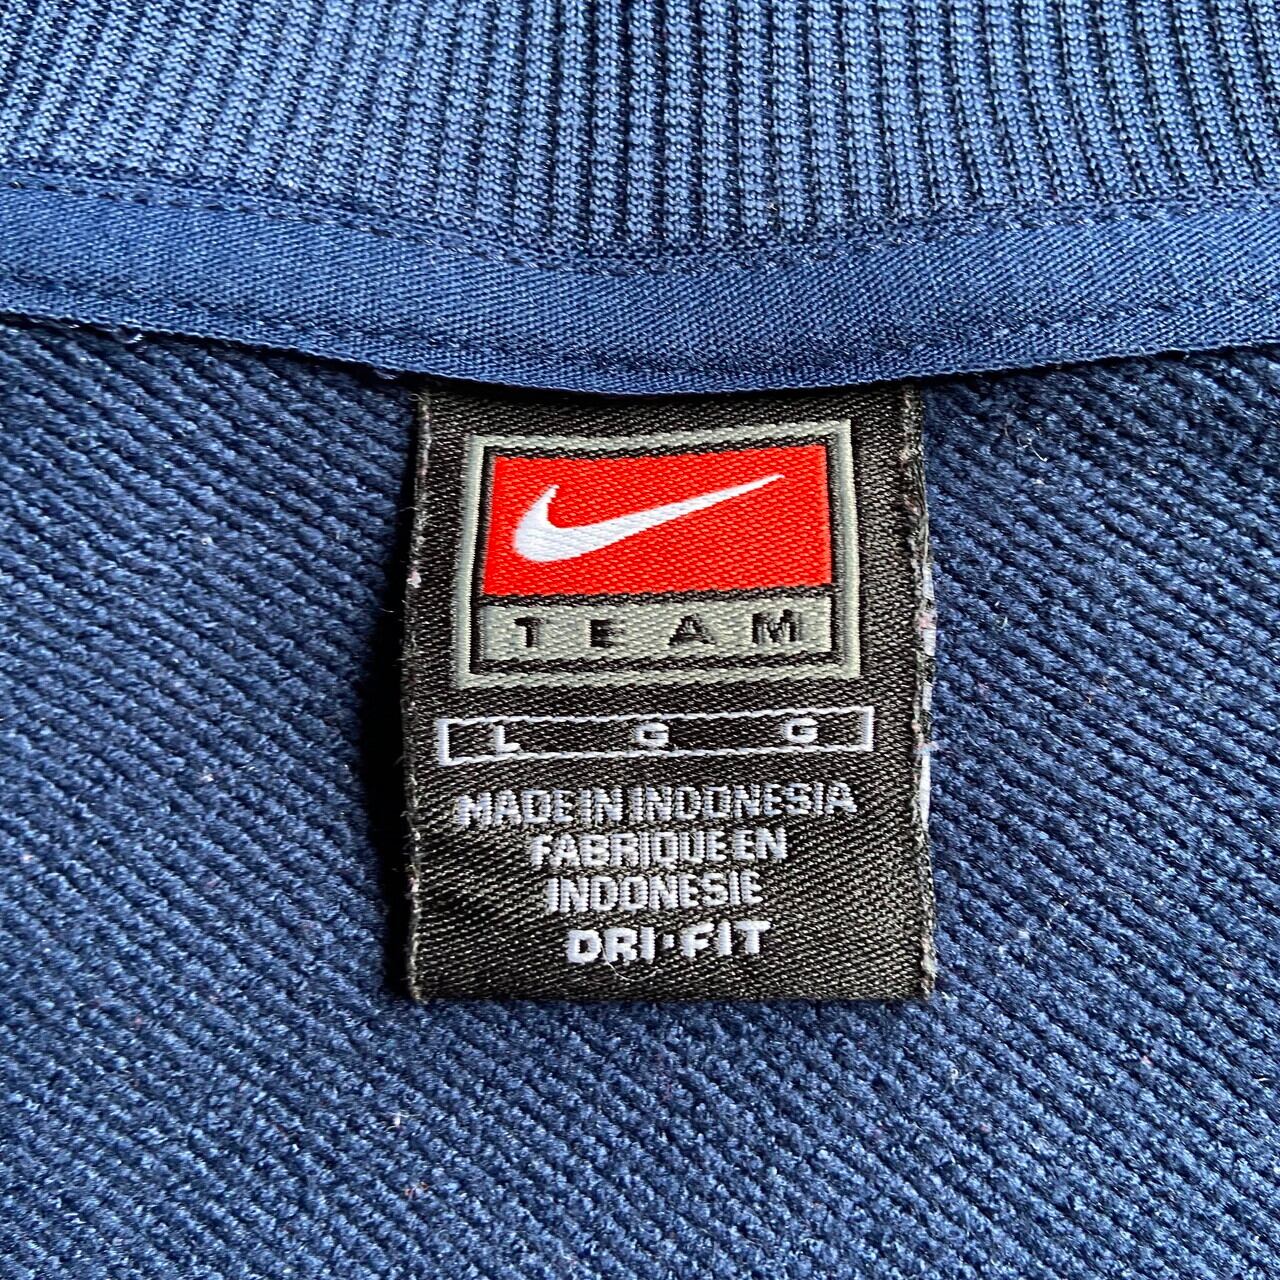 TEAM
L G G
MADE IN INDONESIA
FABRIQUE EN
INDONESIE
DRI•FIT